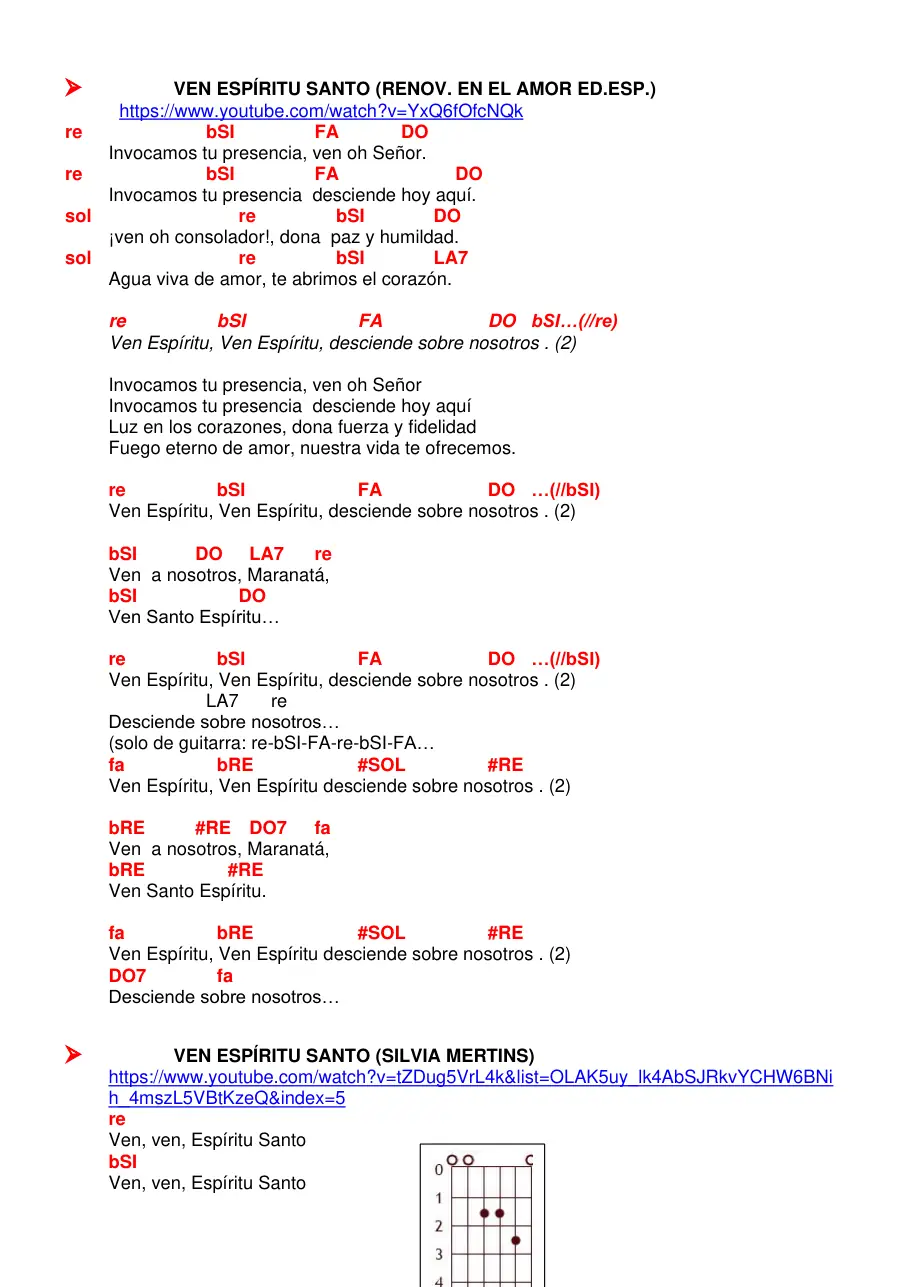 ➤ VEN ESPÍRITU SANTO (RENOV. EN EL AMOR ED.ESP.)
https://www.youtube.com/watch?v=YxQ6fOfcNQk
re bSI FA DO
Invocamos tu presencia, ven oh Señor.
re bSI FA DO
Invocamos tu presencia  desciende hoy aquí.
sol re bSI DO
¡ven oh consolador!, dona  paz y humildad.
sol re bSI LA7
Agua viva de amor, te abrimos el corazón.
re bSI FA DO bSI…(//re)
Ven Espíritu, Ven Espíritu, desciende sobre nosotros . (2)
Invocamos tu presencia, ven oh Señor
Invocamos tu presencia  desciende hoy aquí
Luz en los corazones, dona fuerza y fidelidad
Fuego eterno de amor, nuestra vida te ofrecemos.
re bSI FA DO …(//bSI)
Ven Espíritu, Ven Espíritu, desciende sobre nosotros . (2)
bSI DO LA7 re
Ven  a nosotros, Maranatá,
bSI DO
Ven Santo Espíritu…
re bSI FA DO …(//bSI)
Ven Espíritu, Ven Espíritu, desciende sobre nosotros . (2)
LA7 re
Desciende sobre nosotros…
(solo de guitarra: re-bSI-FA-re-bSI-FA…
fa bRE #SOL #RE
Ven Espíritu, Ven Espíritu desciende sobre nosotros . (2)
bRE #RE DO7 fa
Ven  a nosotros, Maranatá,
bRE #RE
Ven Santo Espíritu.
fa bRE #SOL #RE
Ven Espíritu, Ven Espíritu desciende sobre nosotros . (2)
DO7 fa
Desciende sobre nosotros…
➤ VEN ESPÍRITU SANTO (SILVIA MERTINS)
https://www.youtube.com/watch?v=tZDug5VrL4k&list=OLAK5uy_lk4AbSJRkvYCHW6BNi
h_4mszL5VBtKzeQ&index=5
re
Ven, ven, Espíritu Santo
bSI
Ven, ven, Espíritu Santo
0
1
2
3
4